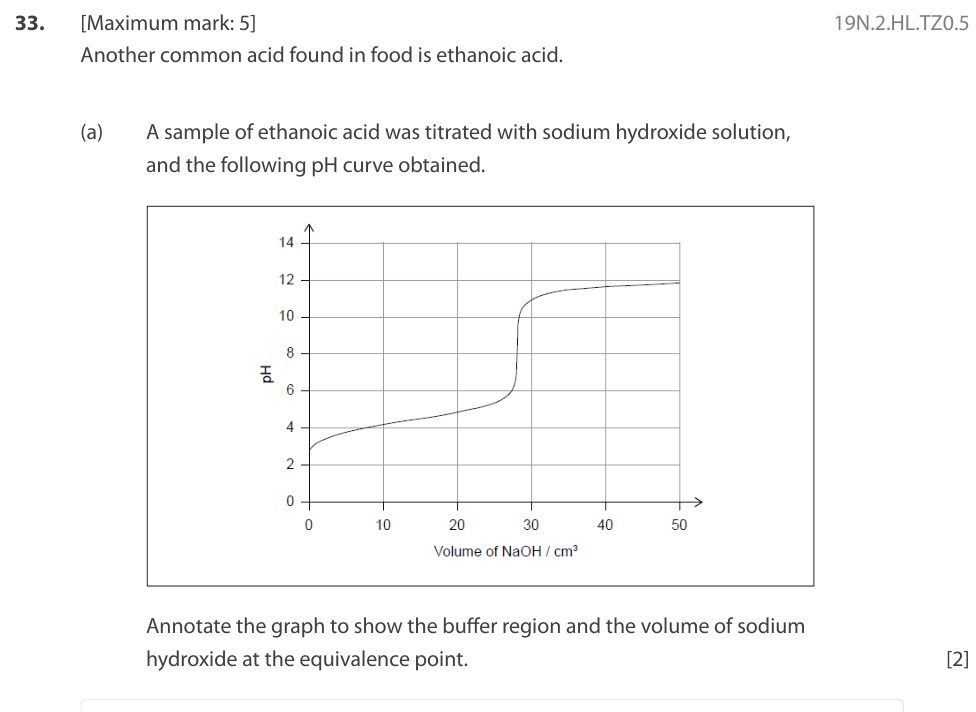 33. [Maximum mark: 5] 19N.2.HL.TZ0.5
Another common acid found in food is ethanoic acid.
(a) A sample of ethanoic acid was titrated with sodium hydroxide solution,
and the following pH curve obtained.
14
12
10
8
6
4
2
0
pH
0 10 20 30 40 50
Volume of NaOH / cm³
Annotate the graph to show the buffer region and the volume of sodium
hydroxide at the equivalence point. [2]